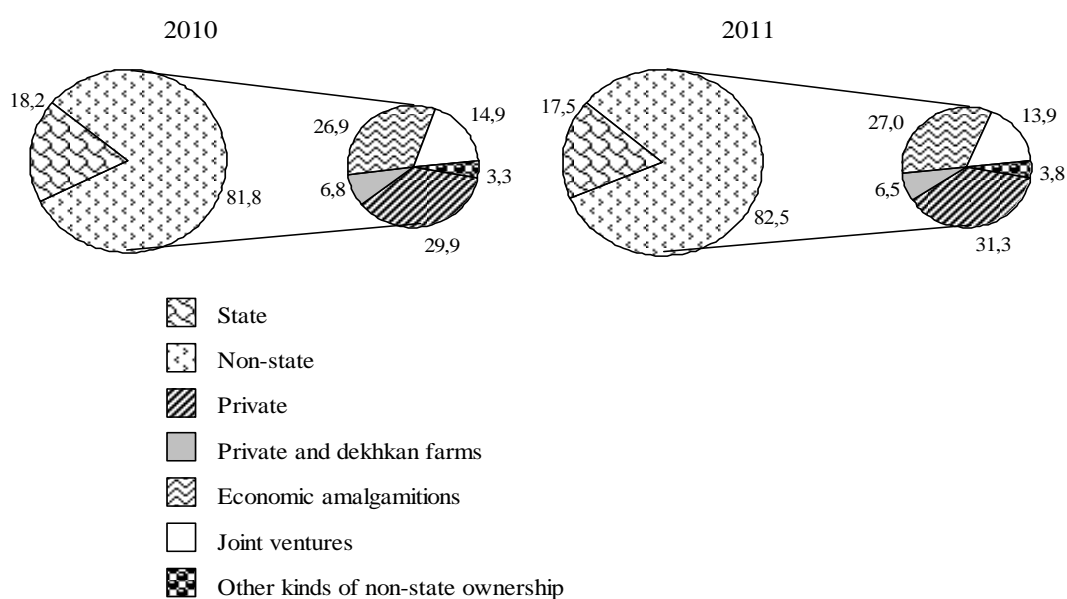 2010
18,2
81,8
26,9
14,9
3,3
6,8
29,9
2011
17,5
82,5
27,0
13,9
3,8
6,5
31,3
State
Non-state
Private
Private and dekhkan farms
Economic amalgamitions
Joint ventures
Other kinds of non-state ownership